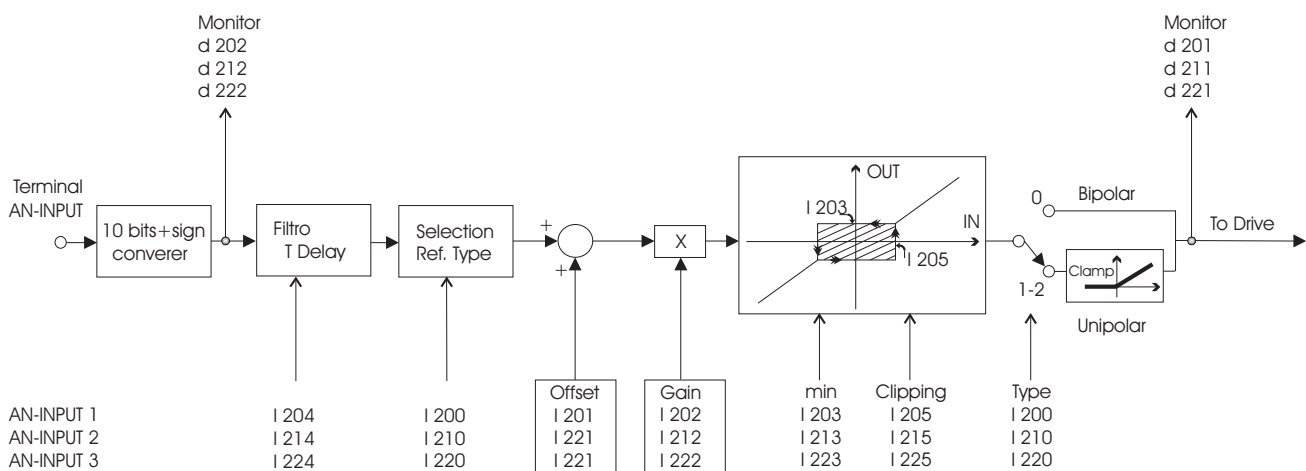 Monitor
d 202
d 212
d 222
Monitor
d 201
d 211
d 221
Terminal
AN-INPUT
10 bits+sign
converer
Filtro
T Delay
Selection
Ref. Type
+
+
X
OUT
IN
I 203
I 205
0
Bipolar
1-2
Clamp
Unipolar
To Drive
Offset
Gain
min
Clipping
Type
AN-INPUT 1
I 204
I 200
I 201
I 202
I 203
I 205
I 200
AN-INPUT 2
I 214
I 210
I 221
I 212
I 213
I 215
I 210
AN-INPUT 3
I 224
I 220
I 221
I 222
I 223
I 225
I 220